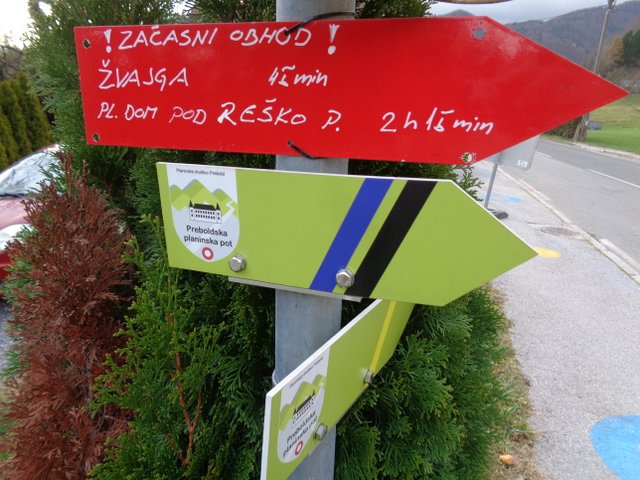 ! ZAČASNI OBHOD !
ŽVAJGA 45 min
PL. DOM POD REŠKO P. 2h 15 min
Planinsko društvo Prebold
Preboldska
planinska pot
Preboldska
planinska pot